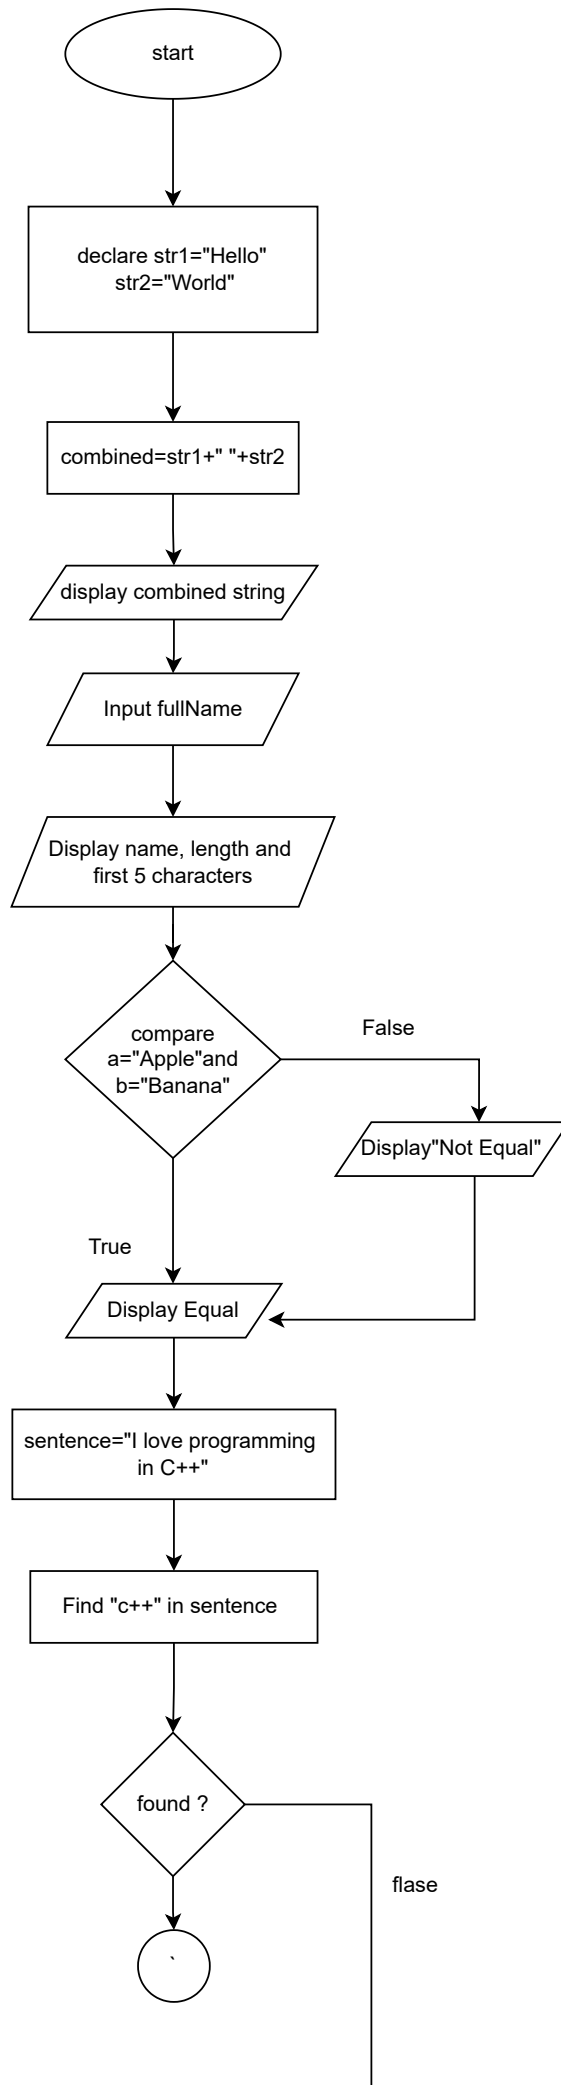 start
declare str1="Hello"
str2="World"
combined=str1+" "+str2
display combined string
Input fullName
Display name, length and
first 5 characters
compare
a="Apple"and
b="Banana"
False
Display"Not Equal"
True
Display Equal
sentence="I love programming
in C++"
Find "c++" in sentence
found ?
flase
`